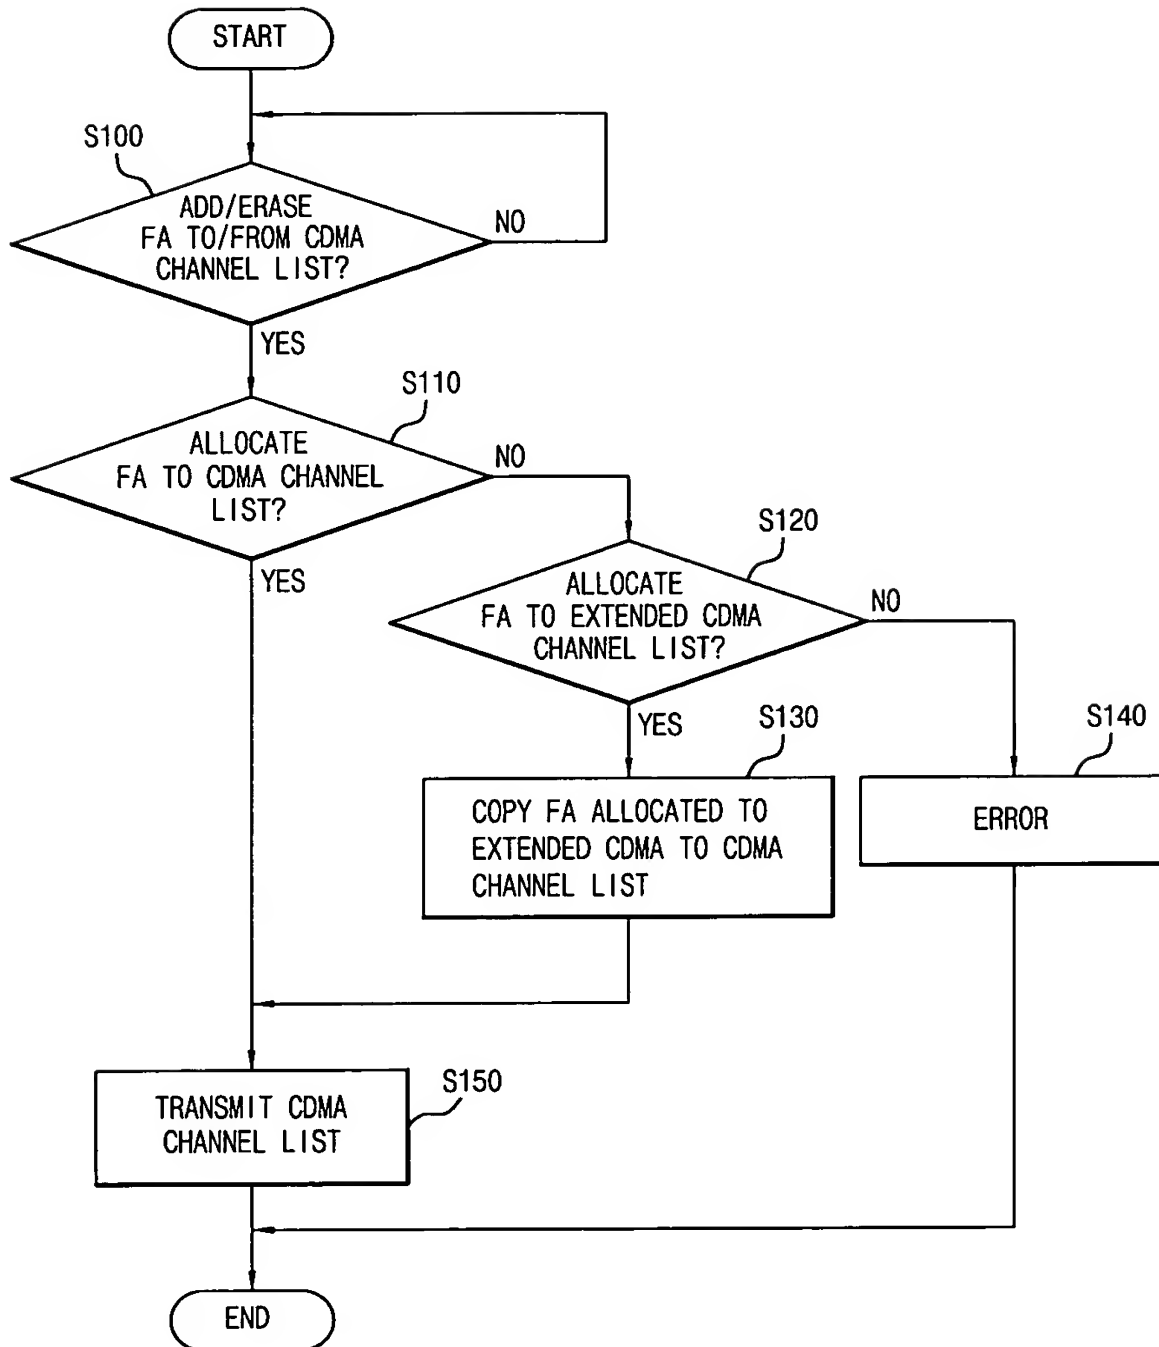 START
S100
ADD/ERASE
FA TO/FROM CDMA
CHANNEL LIST?
NO
YES
S110
ALLOCATE
FA TO CDMA CHANNEL
LIST?
NO
YES
S120
ALLOCATE
FA TO EXTENDED CDMA
CHANNEL LIST?
NO
YES
S130
COPY FA ALLOCATED TO
EXTENDED CDMA TO CDMA
CHANNEL LIST
S140
ERROR
S150
TRANSMIT CDMA
CHANNEL LIST
END